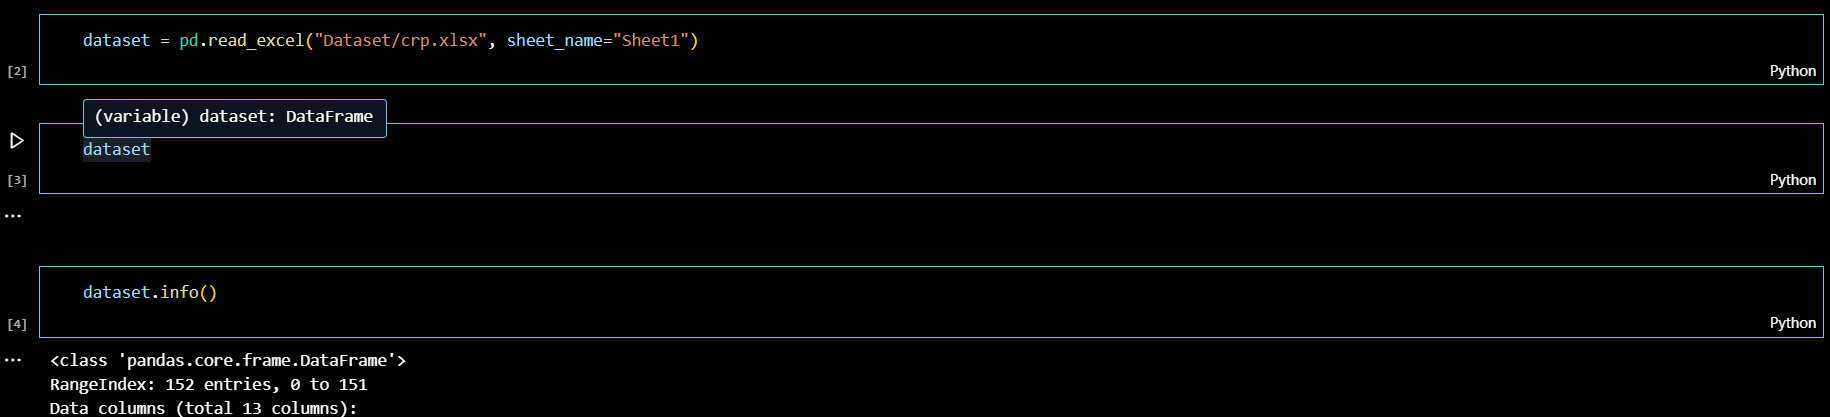 dataset = pd.read_excel("Dataset/crp.xlsx", sheet_name="Sheet1")
[2]
Python
(variable) dataset: DataFrame
dataset
[3]
Python
...
dataset.info()
[4]
Python
...
<class 'pandas.core.frame.DataFrame'>
RangeIndex: 152 entries, 0 to 151
Data columns (total 13 columns):